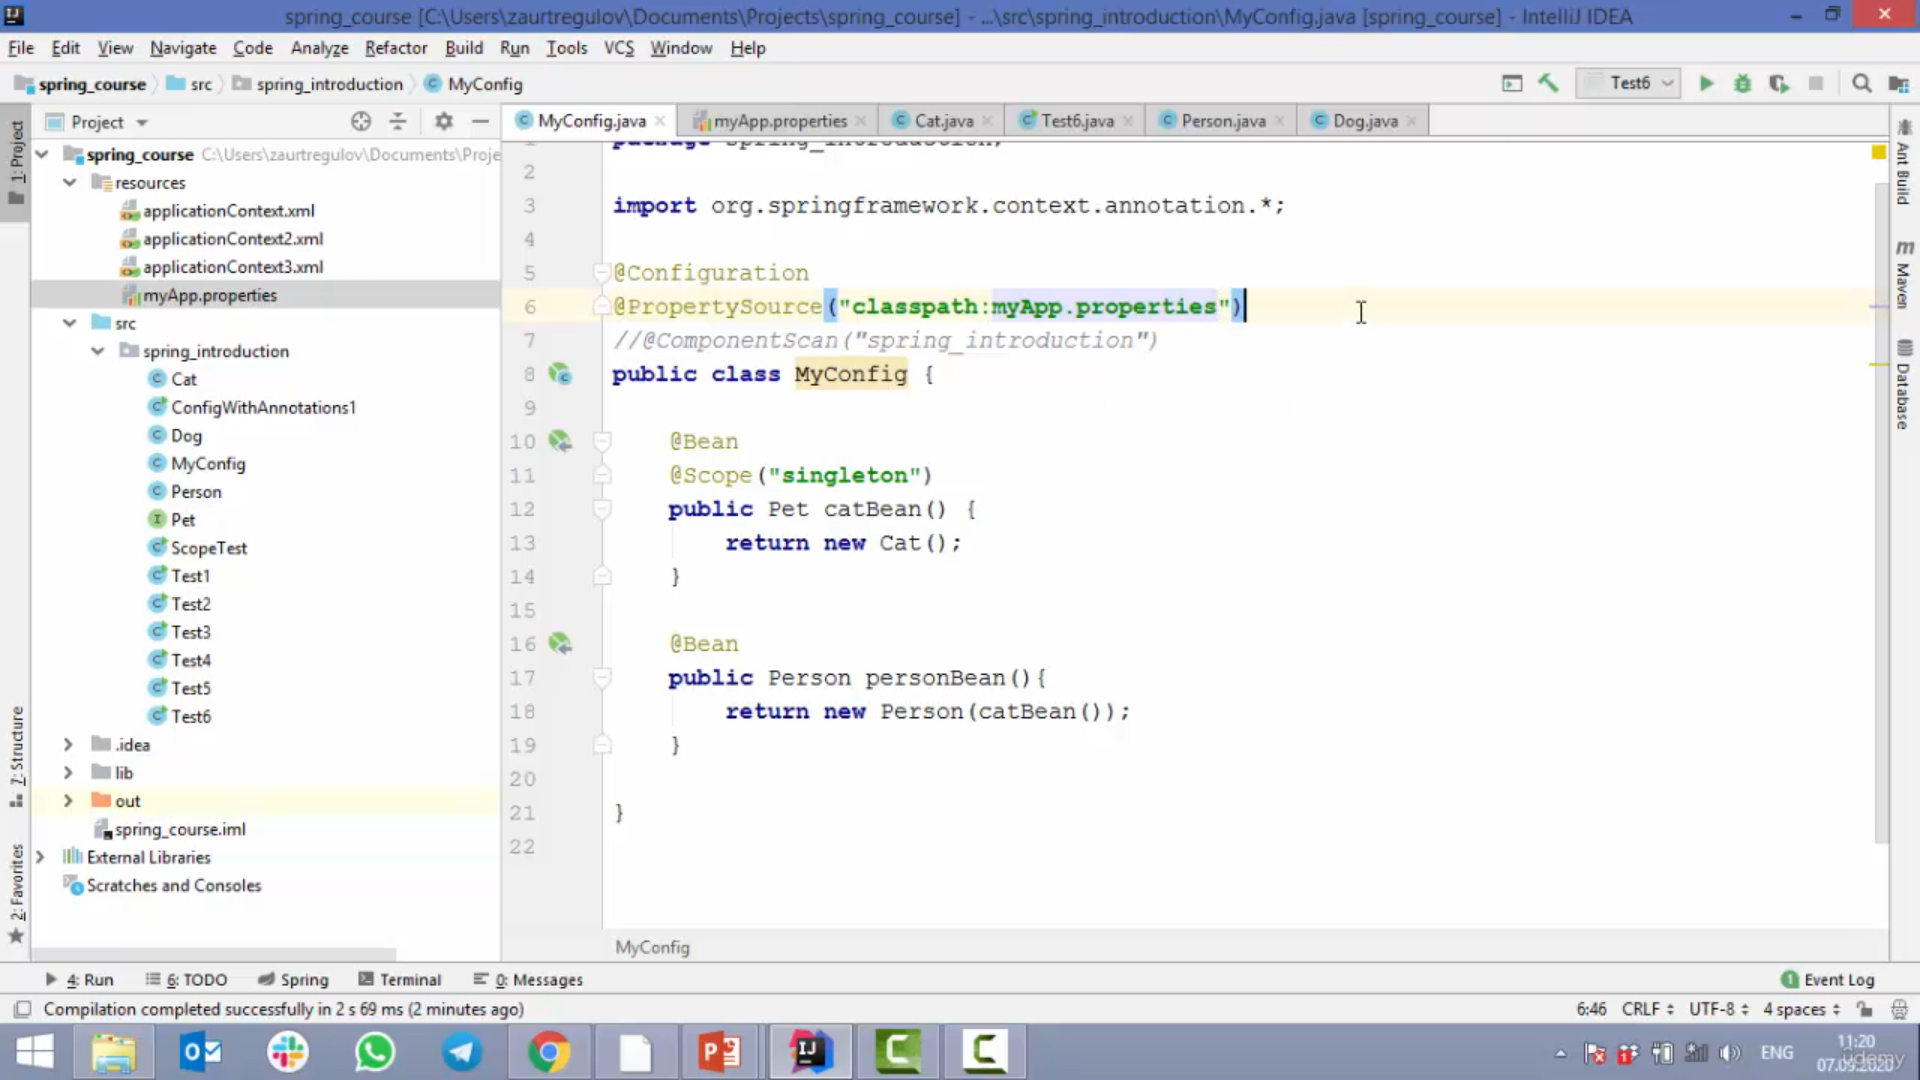 spring_course [C:\Users\zaurtregulov\Documents\Projects\spring_course] - ...\src\spring_introduction\MyConfig.java [spring_course] - IntelliJ IDEA
File Edit View Navigate Code Analyze Refactor Build Run Tools VCS Window Help
spring_course src spring_introduction MyConfig Test6
Project
MyConfig.java myApp.properties Cat.java Test6.java Person.java Dog.java
1: Project
7: Structure
2: Favorites
spring_course C:\Users\zaurtregulov\Documents\Proje
resources
applicationContext.xml
applicationContext2.xml
applicationContext3.xml
myApp.properties
src
spring_introduction
Cat
ConfigWithAnnotations1
Dog
MyConfig
Person
Pet
ScopeTest
Test1
Test2
Test3
Test4
Test5
Test6
.idea
lib
out
spring_course.iml
External Libraries
Scratches and Consoles
1 package spring_introduction;
2
3 import org.springframework.context.annotation.*;
4
5 @Configuration
6 @PropertySource("classpath:myApp.properties")
7 //@ComponentScan("spring_introduction")
8 public class MyConfig {
9
10 @Bean
11 @Scope("singleton")
12 public Pet catBean() {
13 return new Cat();
14 }
15
16 @Bean
17 public Person personBean(){
18 return new Person(catBean());
19 }
20
21 }
22
MyConfig
Ant Build
Maven
Database
4: Run 6: TODO Spring Terminal 0: Messages 1 Event Log
Compilation completed successfully in 2 s 69 ms (2 minutes ago) 6:46 CRLF UTF-8 4 spaces
ENG 11:20
07.09.2020
udemy